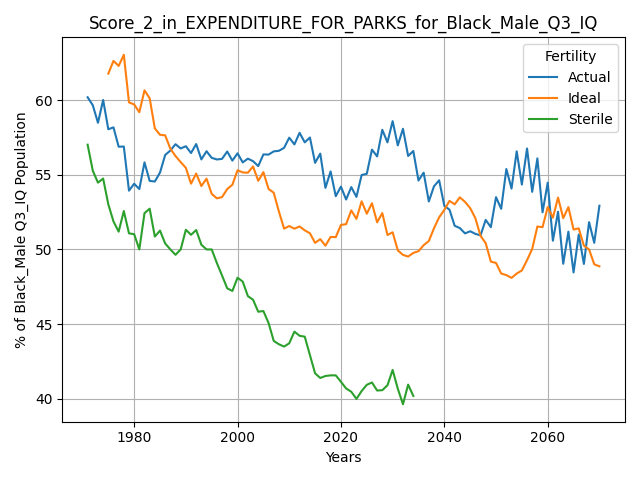 Score_2_in_EXPENDITURE_FOR_PARKS_for_Black_Male_Q3_IQ
Fertility
Actual
Ideal
Sterile
% of Black_Male Q3_IQ Population
60
55
50
45
40
1980
2000
2020
2040
2060
Years